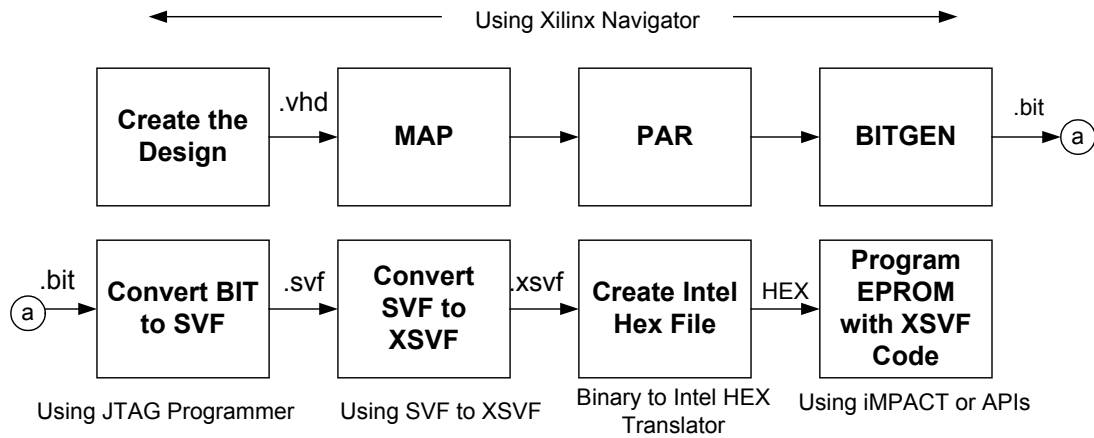 Using Xilinx Navigator
Create the
Design
.vhd
MAP
PAR
BITGEN
.bit
a
a
.bit
Convert BIT
to SVF
.svf
Convert
SVF to
XSVF
.xsvf
Create Intel
Hex File
HEX
Program
EPROM
with XSVF
Code
Using JTAG Programmer
Using SVF to XSVF
Binary to Intel HEX
Translator
Using iMPACT or APIs